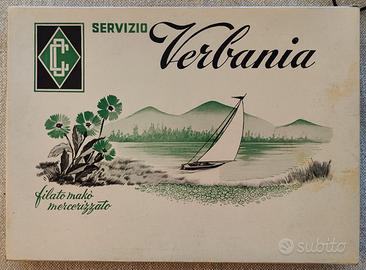 SERVIZIO
Verbania
filato makò
mercerizzato
subito